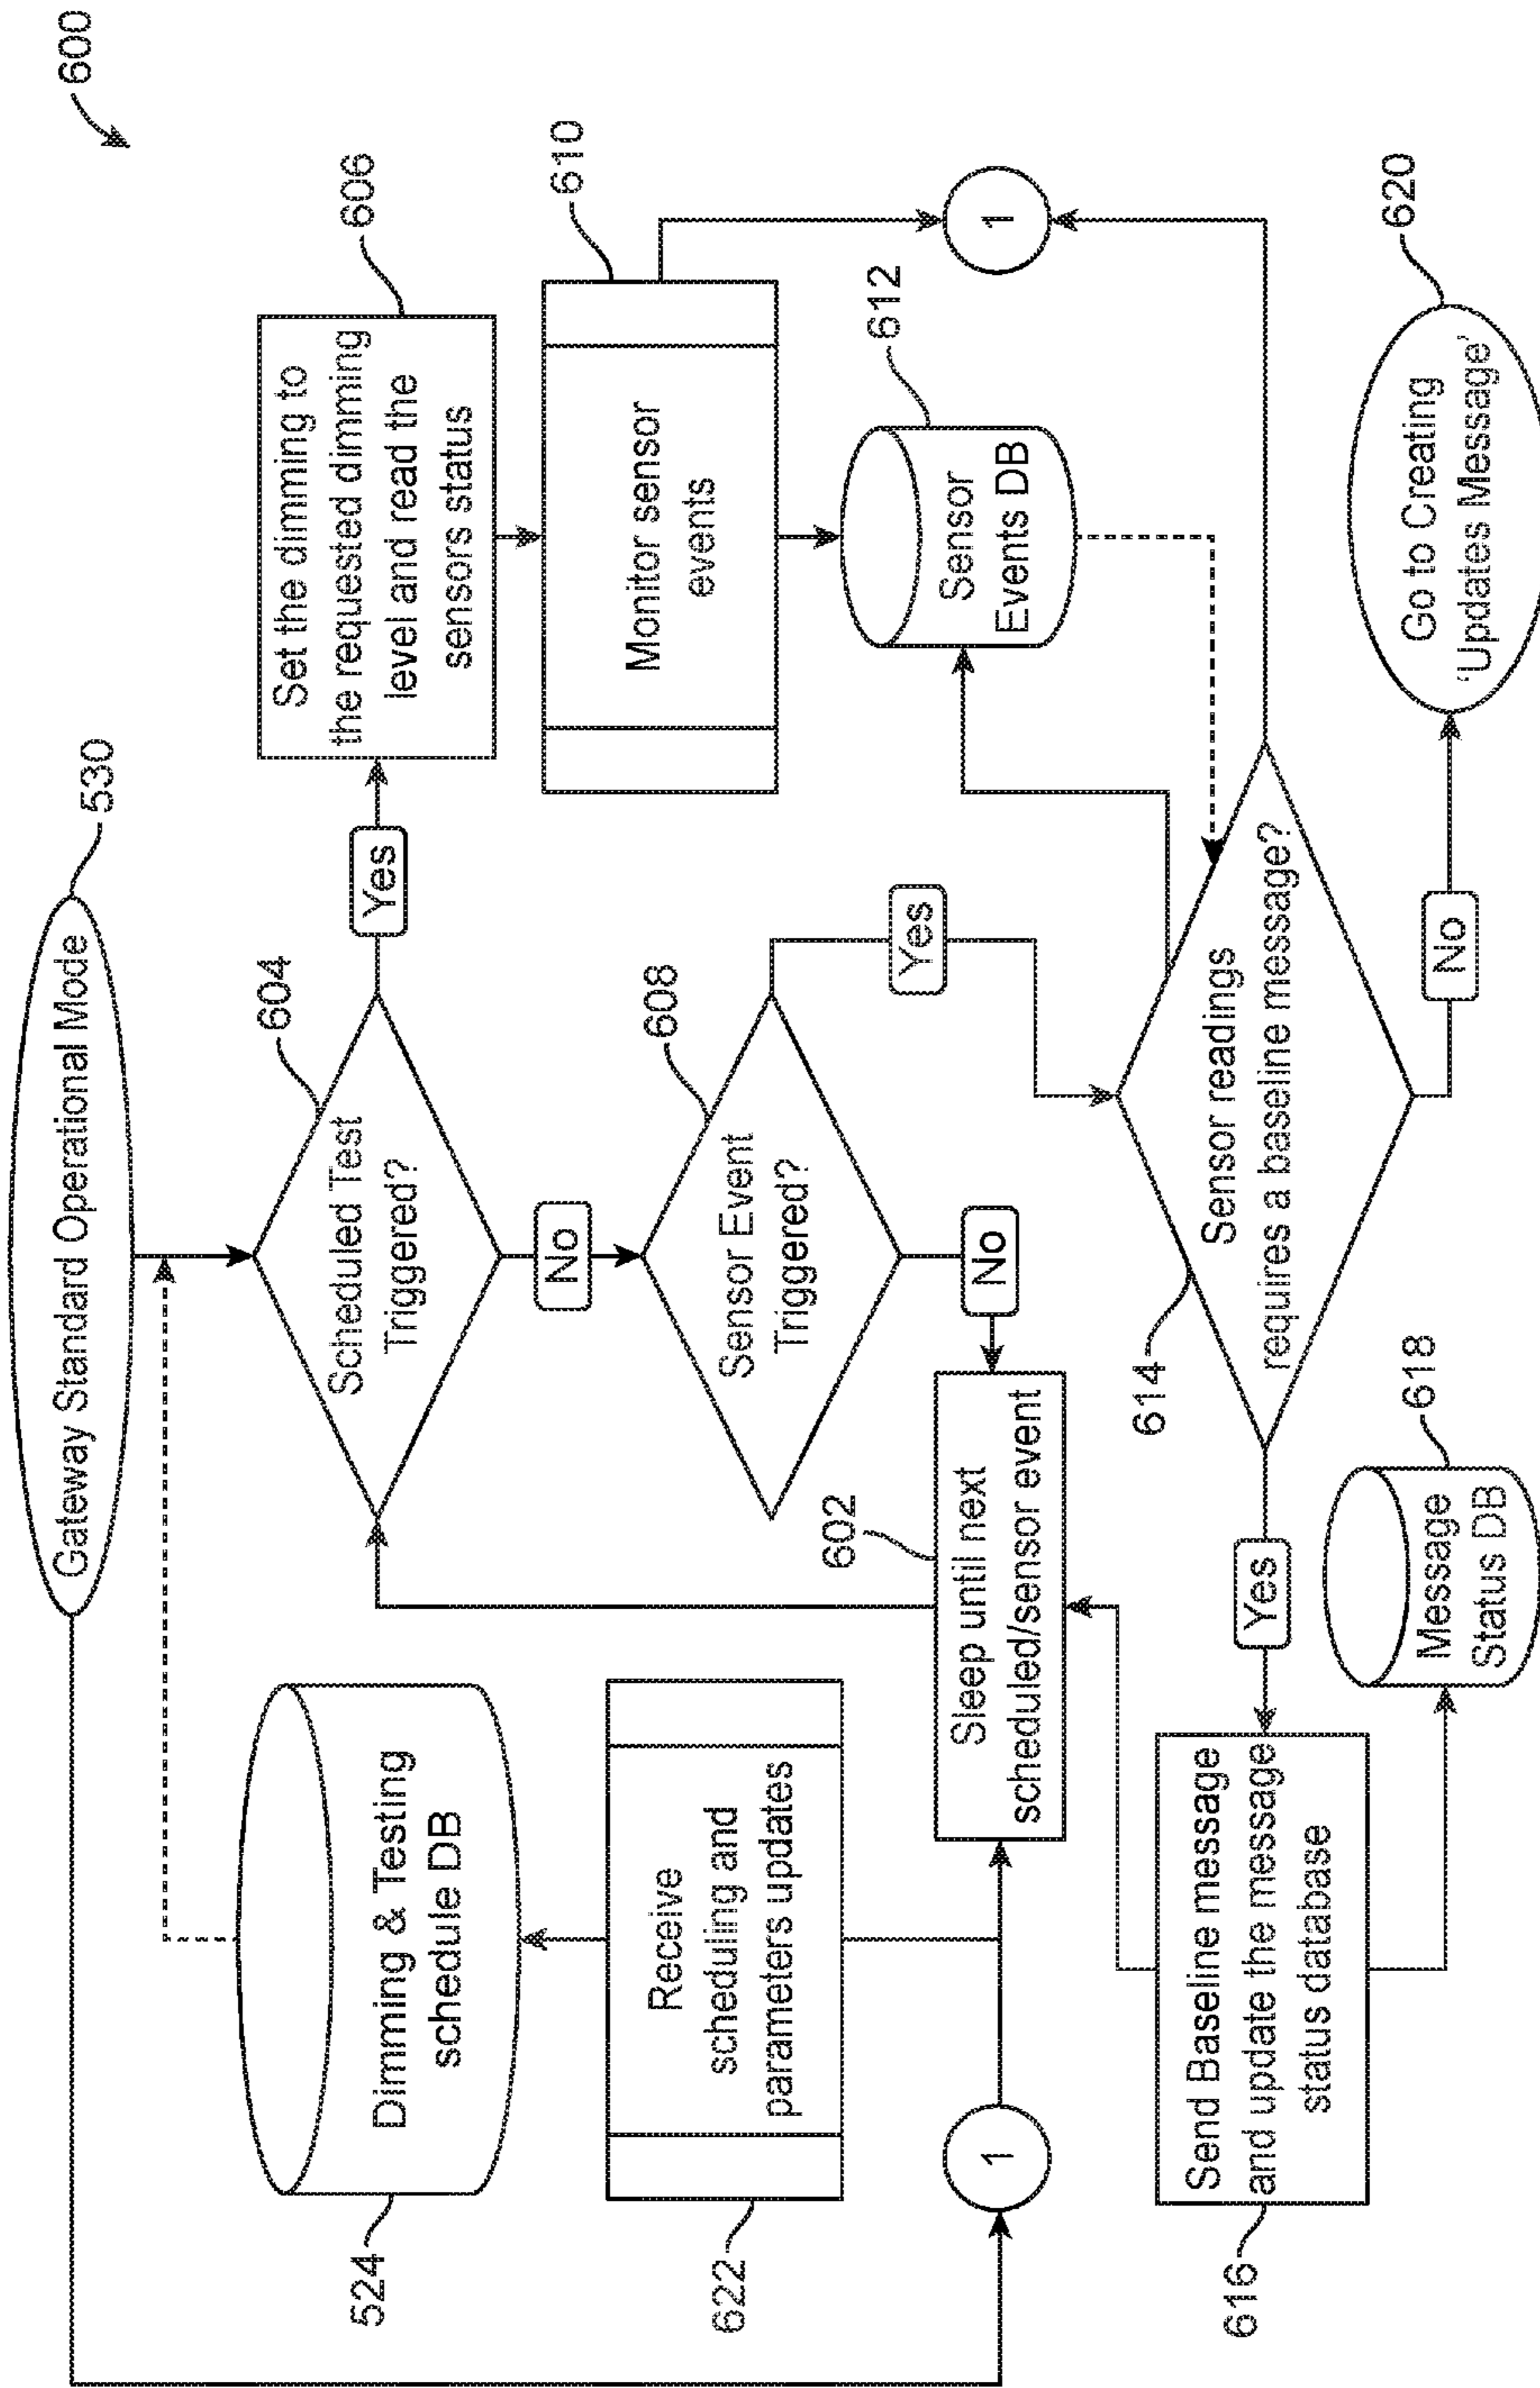 600
Gateway Standard Operational Mode
530
604
Scheduled Test
Triggered?
Yes
Set the dimming to
the requested dimming
level and read the
sensors status
606
524
Dimming & Testing
schedule DB
No
608
Sensor Event
Triggered?
Monitor sensor
events
610
622
Receive
scheduling and
parameters updates
Yes
No
602
Sleep until next
scheduled/sensor event
Sensor
Events DB
612
1
1
614
Sensor readings
requires a baseline message?
Yes
616
Send Baseline message
and update the message
status database
618
Message
Status DB
No
Go to Creating
'Updates Message'
620